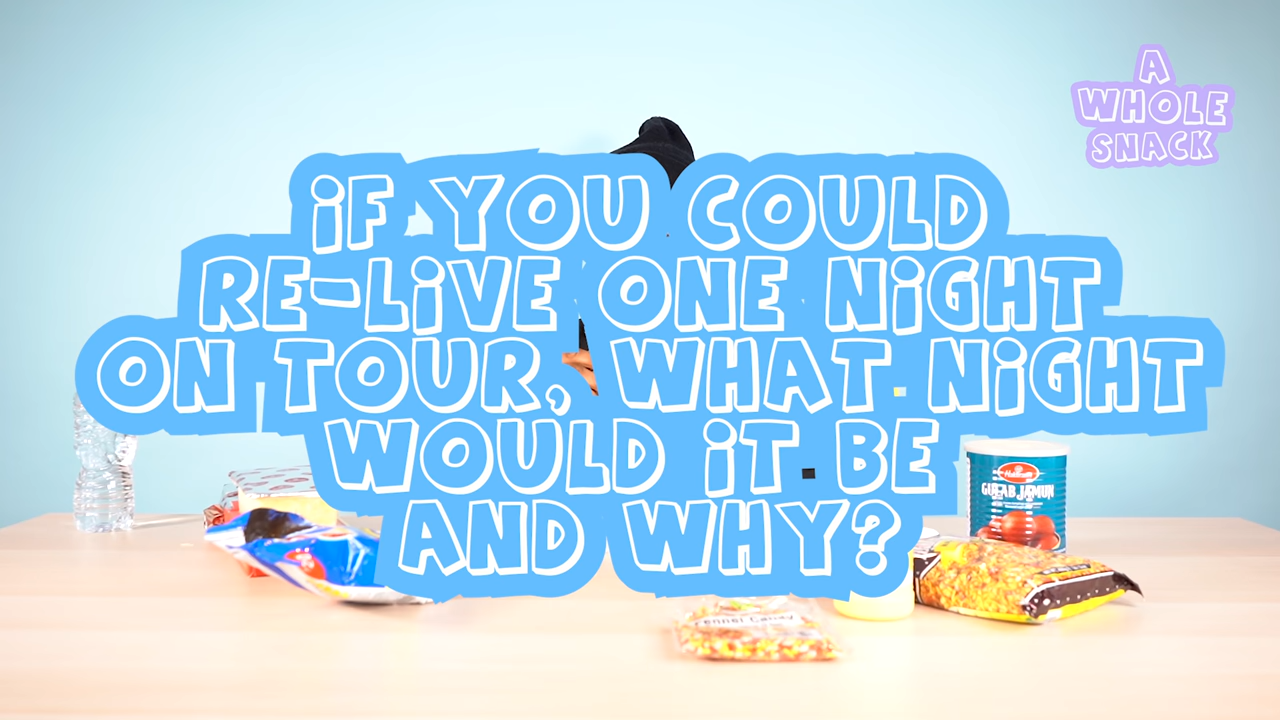 A
WHOLE
SNACK
iF YOU COULD
RE-LiVE ONE NiGHT
ON TOUR, WHAT NiGHT
WOULD iT BE
AND WHY?
GULAB JAMUN
Fennel Candy